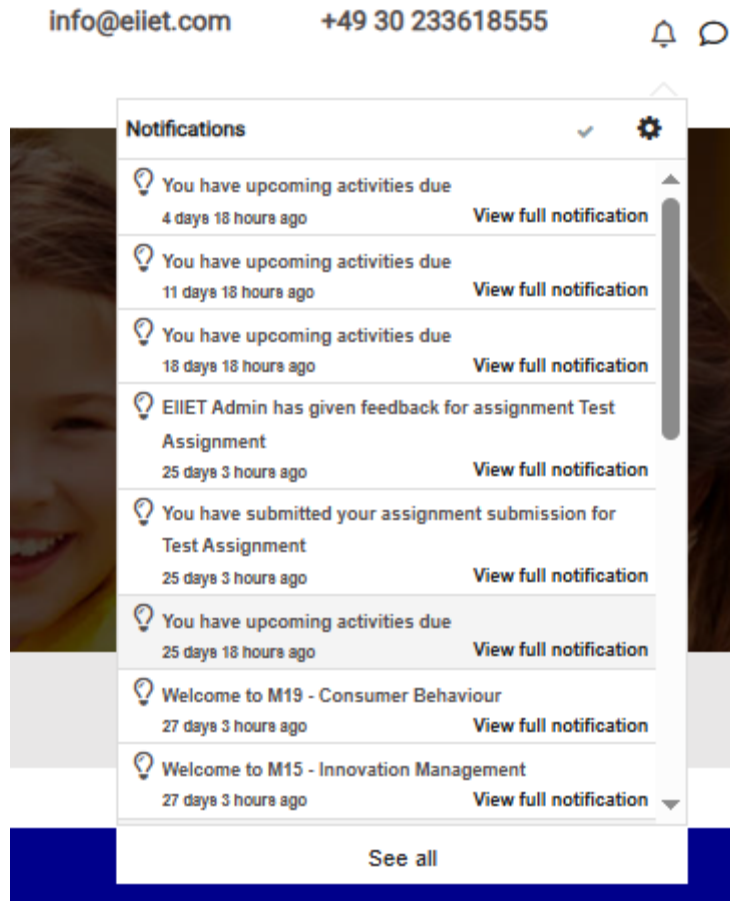 info@eiiet.com +49 30 233618555
Notifications
You have upcoming activities due
4 days 18 hours ago View full notification
You have upcoming activities due
11 days 18 hours ago View full notification
You have upcoming activities due
18 days 18 hours ago View full notification
EIIET Admin has given feedback for assignment Test
Assignment
25 days 3 hours ago View full notification
You have submitted your assignment submission for
Test Assignment
25 days 3 hours ago View full notification
You have upcoming activities due
25 days 18 hours ago View full notification
Welcome to M19 - Consumer Behaviour
27 days 3 hours ago View full notification
Welcome to M15 - Innovation Management
27 days 3 hours ago View full notification
See all